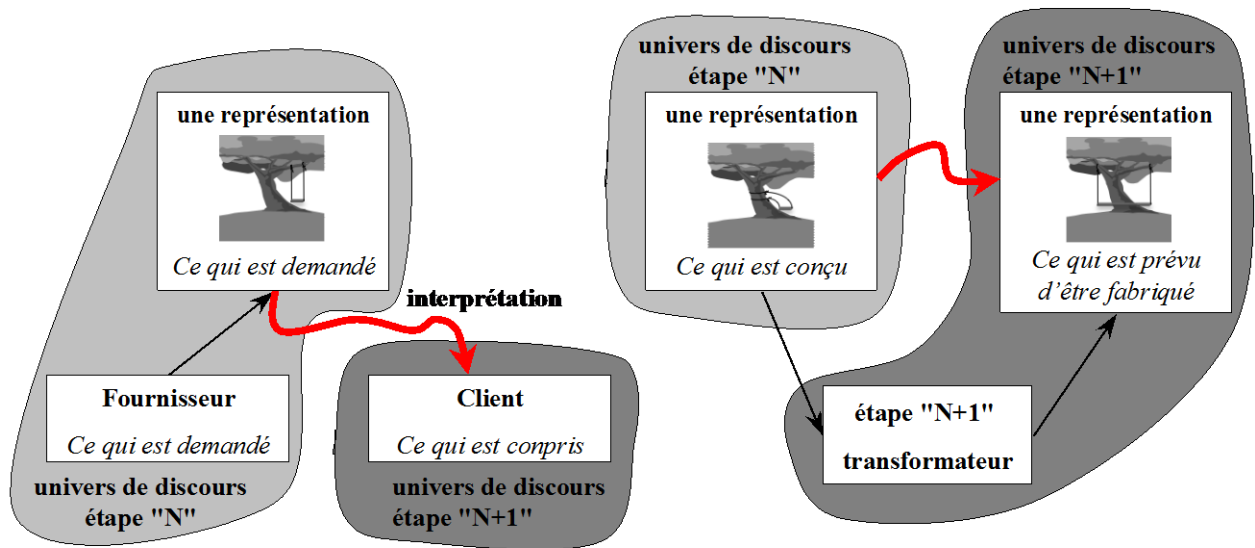 une représentation
Ce qui est demandé
interprétation
Fournisseur
Ce qui est demandé
univers de discours
étape "N"
Client
Ce qui est conpris
univers de discours
étape "N+1"
univers de discours
étape "N"
une représentation
Ce qui est conçu
univers de discours
étape "N+1"
une représentation
Ce qui est prévu
d’être fabriqué
étape "N+1"
transformateur